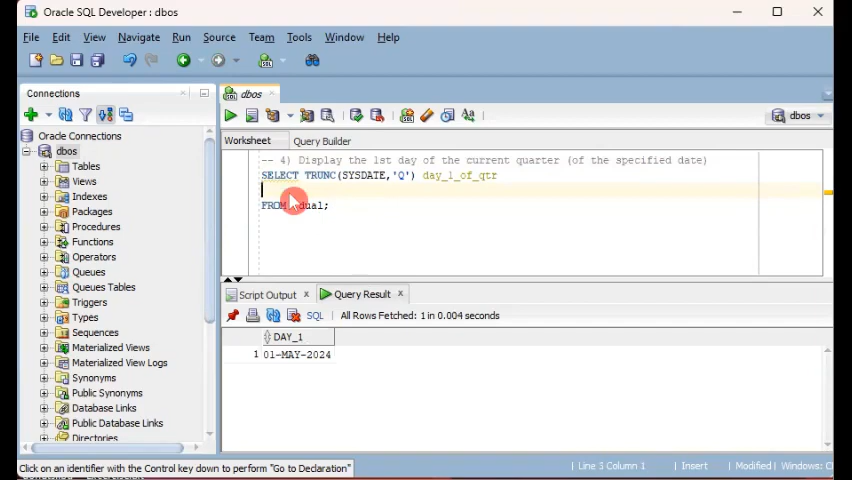 Oracle SQL Developer : dbos
File Edit View Navigate Run Source Team Tools Window Help
Connections
dbos
dbos
Oracle Connections
dbos
Tables
Views
Indexes
Packages
Procedures
Functions
Operators
Queues
Queues Tables
Triggers
Types
Sequences
Materialized Views
Materialized View Logs
Synonyms
Public Synonyms
Database Links
Public Database Links
Directories
Worksheet Query Builder
-- 4) Display the 1st day of the current quarter (of the specified date)
SELECT TRUNC(SYSDATE,'Q') day_1_of_qtr
FROM dual;
Script Output Query Result
SQL All Rows Fetched: 1 in 0.004 seconds
DAY_1
1 01-MAY-2024
Click on an identifier with the Control key down to perform "Go to Declaration"
Line 3 Column 1 Insert Modified Windows: C